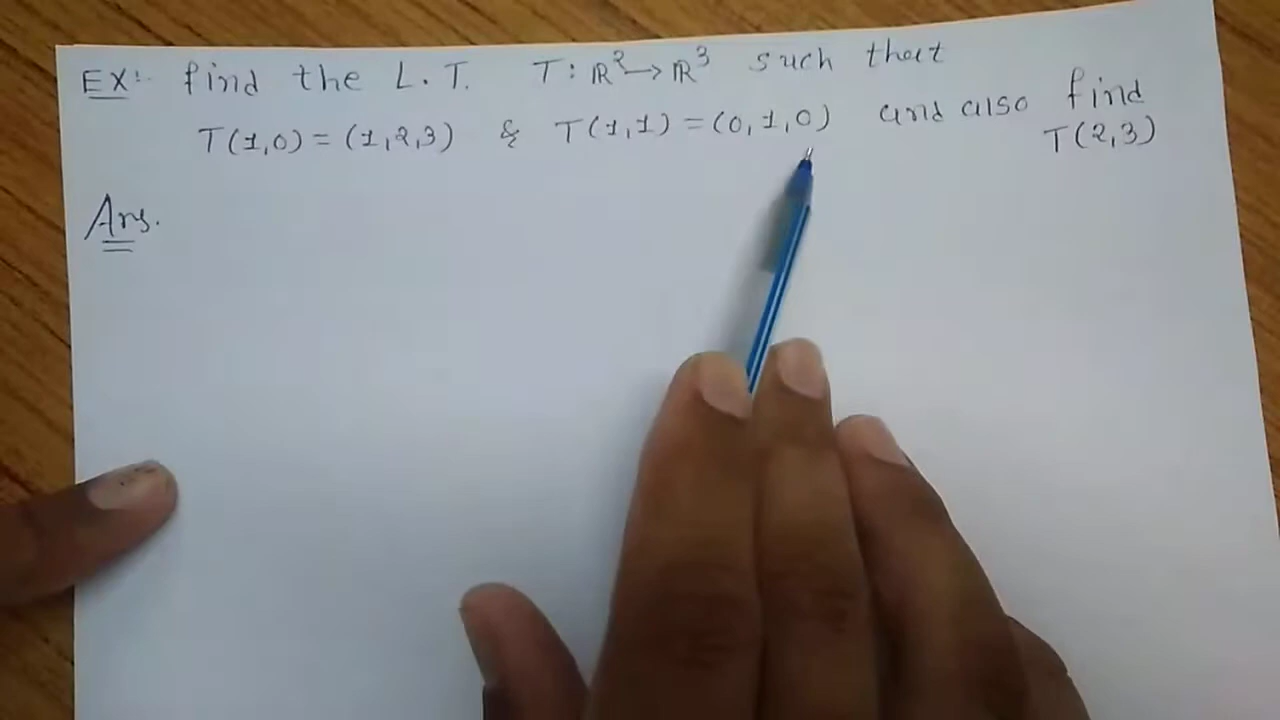 EX:- find the L.T. T: ℝ²→ℝ³ such that
T(1,0) = (1,2,3) & T(1,1) = (0,1,0) and also find
T(2,3)
Ans.